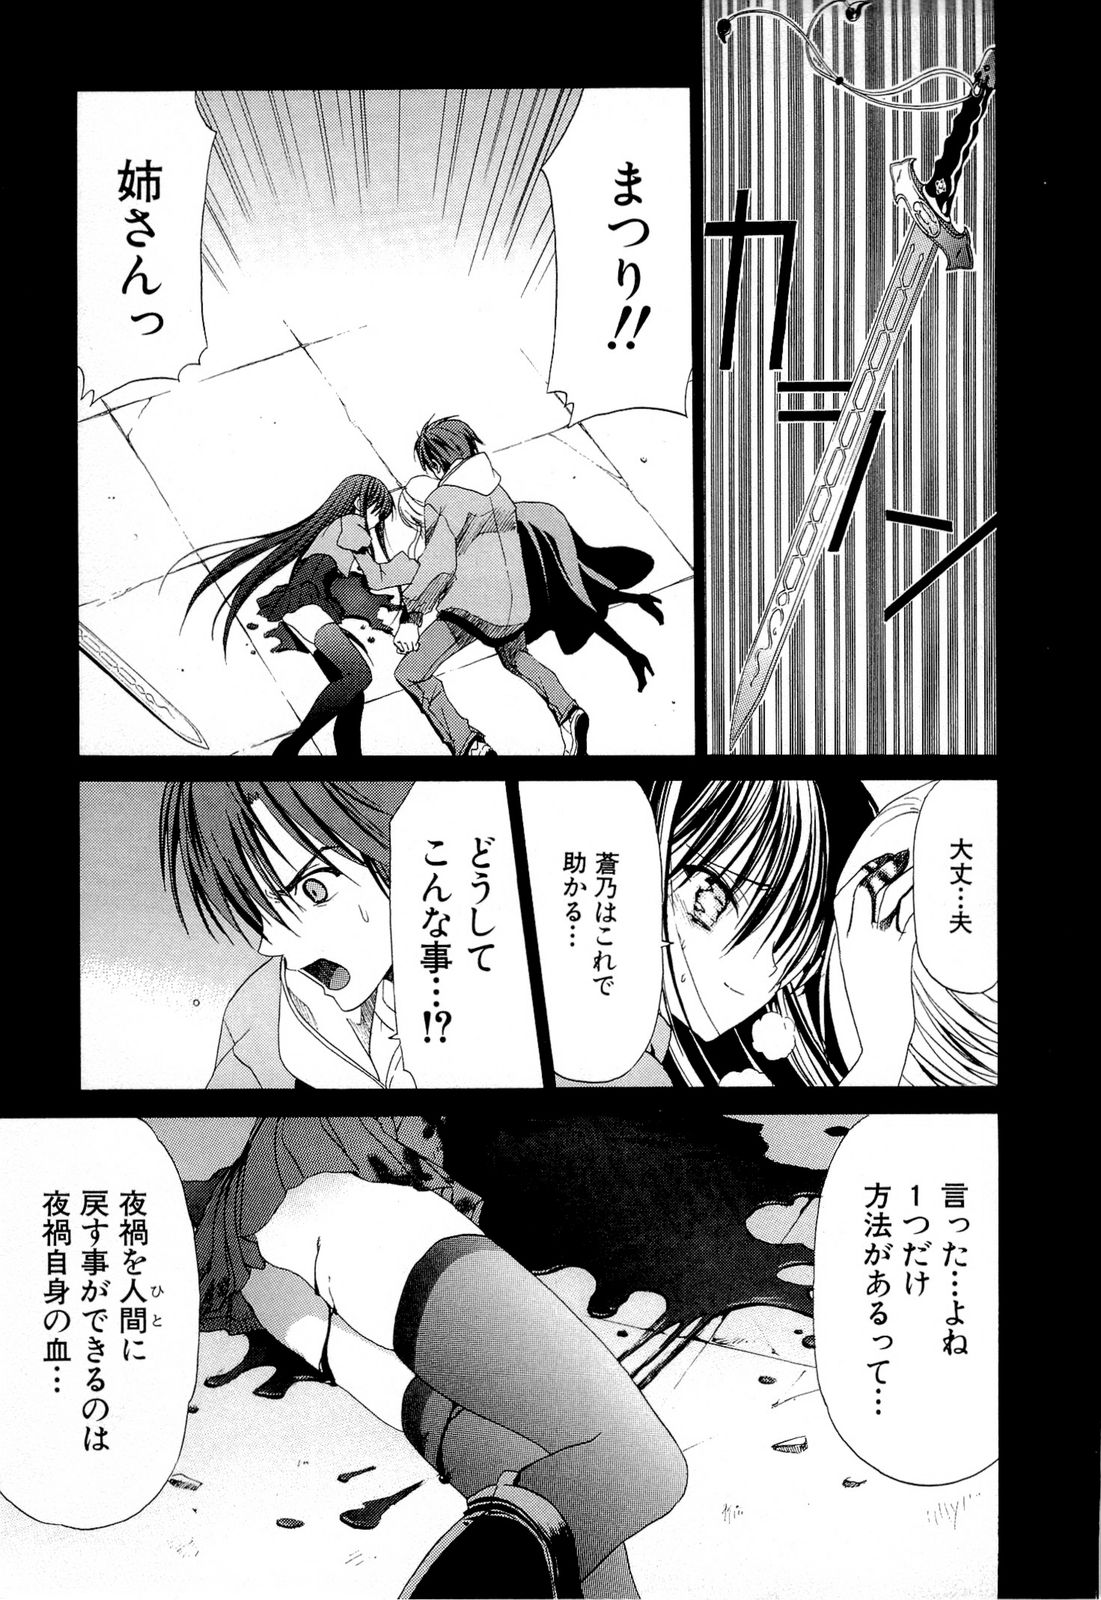 カラーン
まつり!!
姉さんっ
大丈…夫
蒼乃はこれで
助かる…
どうして
こんな事…!?
言った…よね
1つだけ
方法があるって…
夜禍を人間に
ひと
戻す事ができるのは
夜禍自身の血…